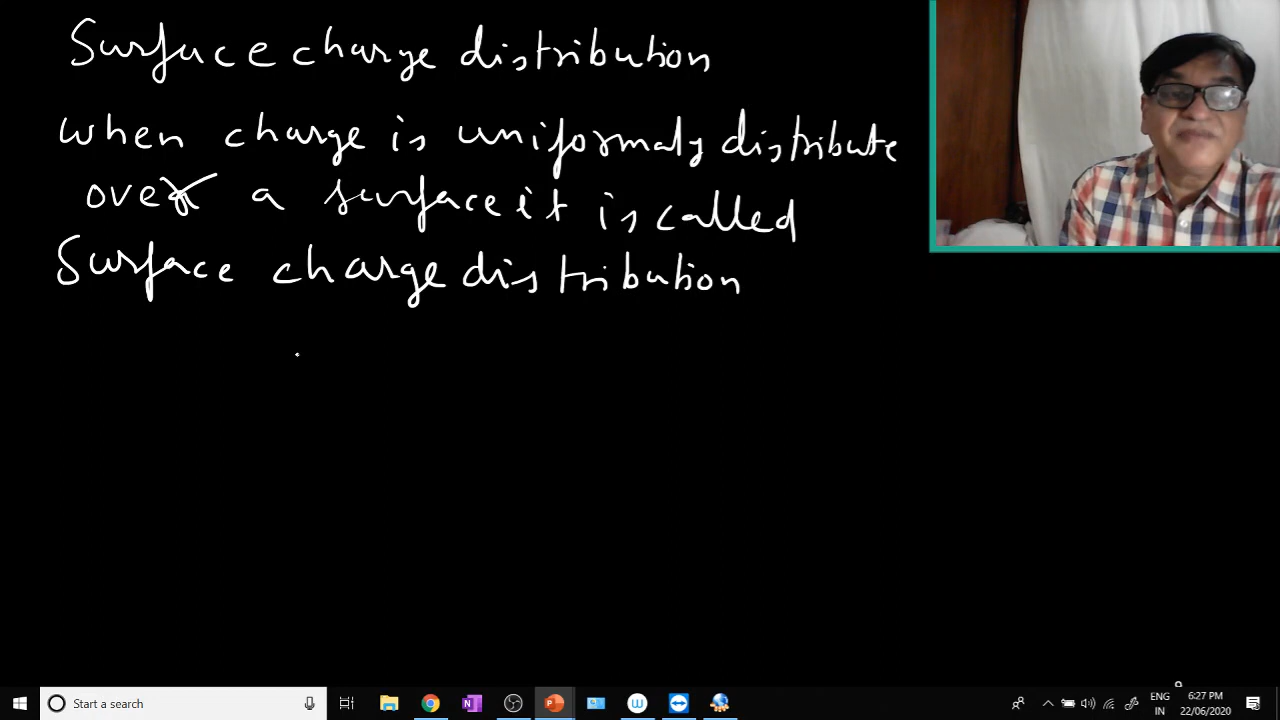 Surface charge distribution
when charge is uniformaly distribute
over a surface it is called
Surface charge distribution
Start a search
ENG
IN
6:27 PM
22/06/2020